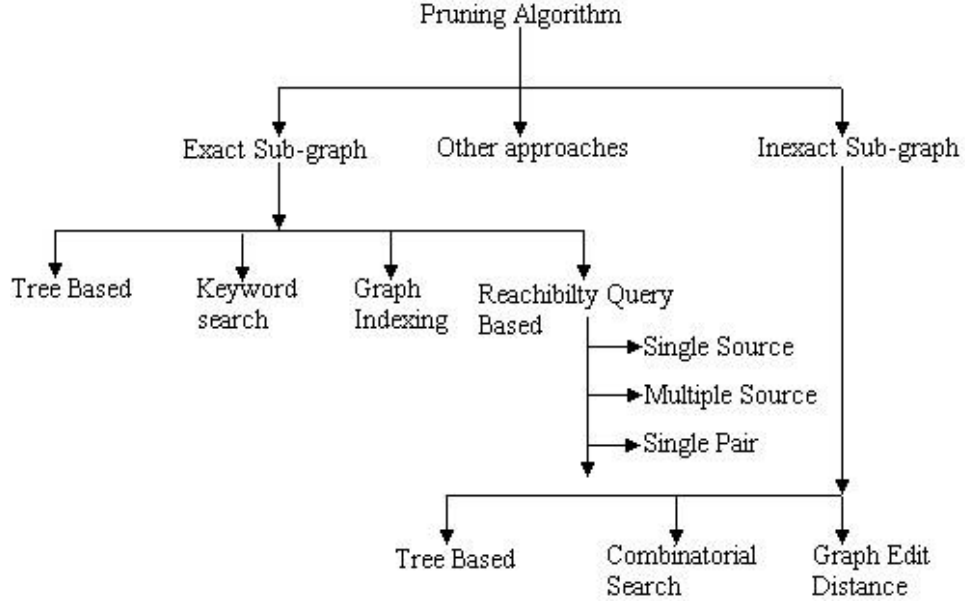 Pruning Algorithm
Exact Sub-graph
Other approaches
Inexact Sub-graph
Tree Based
Keyword
search
Graph
Indexing
Reachibilty Query
Based
Single Source
Multiple Source
Single Pair
Tree Based
Combinatorial
Search
Graph Edit
Distance